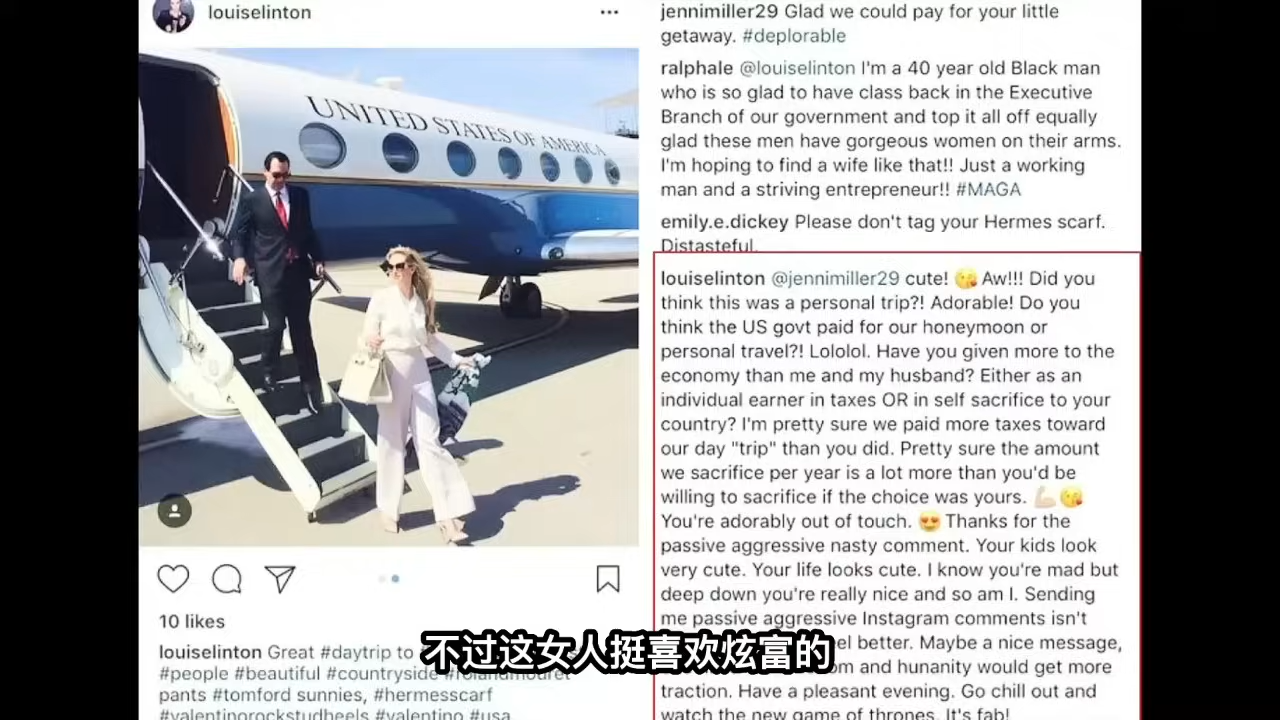 louiselinton
UNITED STATES OF AMERICA
10 likes
louiselinton Great #daytrip to
#people #beautiful #countryside #rolandmouret
pants #tomford sunnies, #hermesscarf
#valentinorockstudheels #valentino #usa
jennimiller29 Glad we could pay for your little
getaway. #deplorable
ralphale @louiselinton I'm a 40 year old Black man
who is so glad to have class back in the Executive
Branch of our government and top it all off equally
glad these men have gorgeous women on their arms.
I'm hoping to find a wife like that!! Just a working
man and a striving entrepreneur!! #MAGA
emily.e.dickey Please don't tag your Hermes scarf.
Distasteful.
louiselinton @jennimiller29 cute! 😘 Aw!!! Did you
think this was a personal trip?! Adorable! Do you
think the US govt paid for our honeymoon or
personal travel?! Lololol. Have you given more to the
economy than me and my husband? Either as an
individual earner in taxes OR in self sacrifice to your
country? I'm pretty sure we paid more taxes toward
our day "trip" than you did. Pretty sure the amount
we sacrifice per year is a lot more than you'd be
willing to sacrifice if the choice was yours. 💪🏼😘
You're adorably out of touch. 😍 Thanks for the
passive aggressive nasty comment. Your kids look
very cute. Your life looks cute. I know you're mad but
deep down you're really nice and so am I. Sending
me passive aggressive Instagram comments isn't
better. Maybe a nice message,
and hunanity would get more
traction. Have a pleasant evening. Go chill out and
watch the new game of thrones. It's fab!
不过这女人挺喜欢炫富的